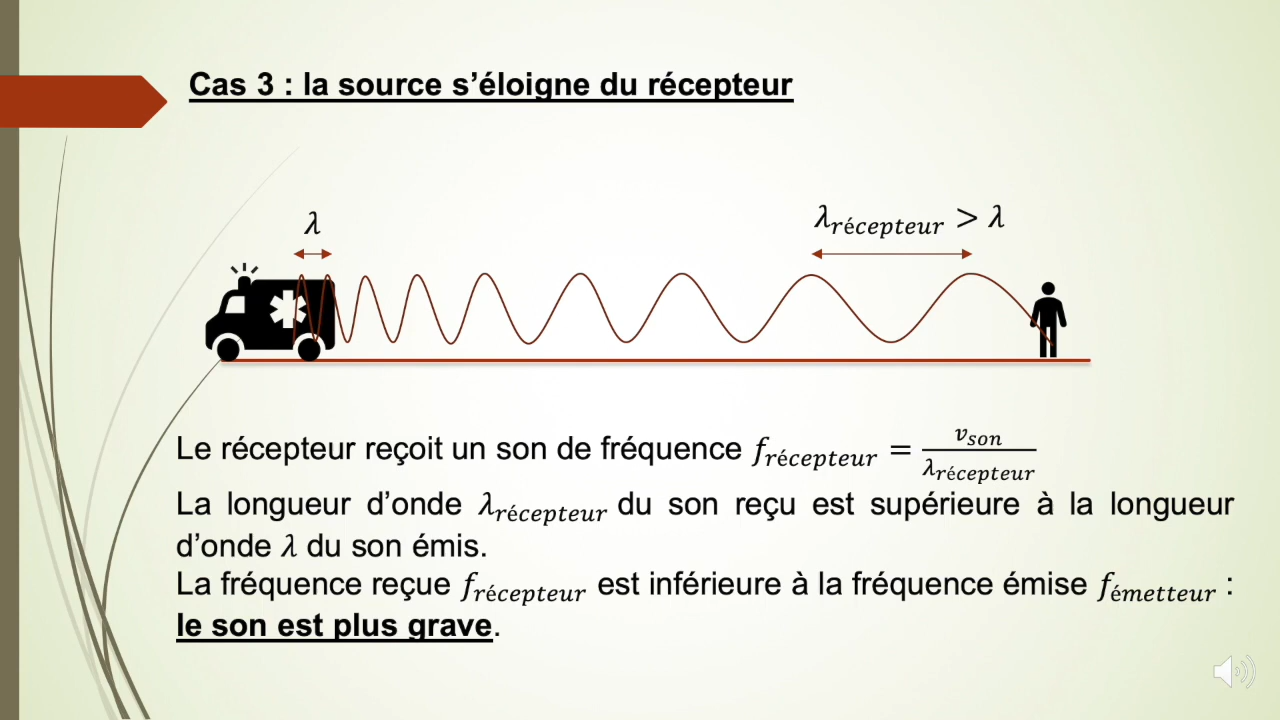 Cas 3 : la source s’éloigne du récepteur
λ
λrécepteur > λ
Le récepteur reçoit un son de fréquence frécepteur = vson / λrécepteur
La longueur d’onde λrécepteur du son reçu est supérieure à la longueur
d’onde λ du son émis.
La fréquence reçue frécepteur est inférieure à la fréquence émise fémetteur :
le son est plus grave.